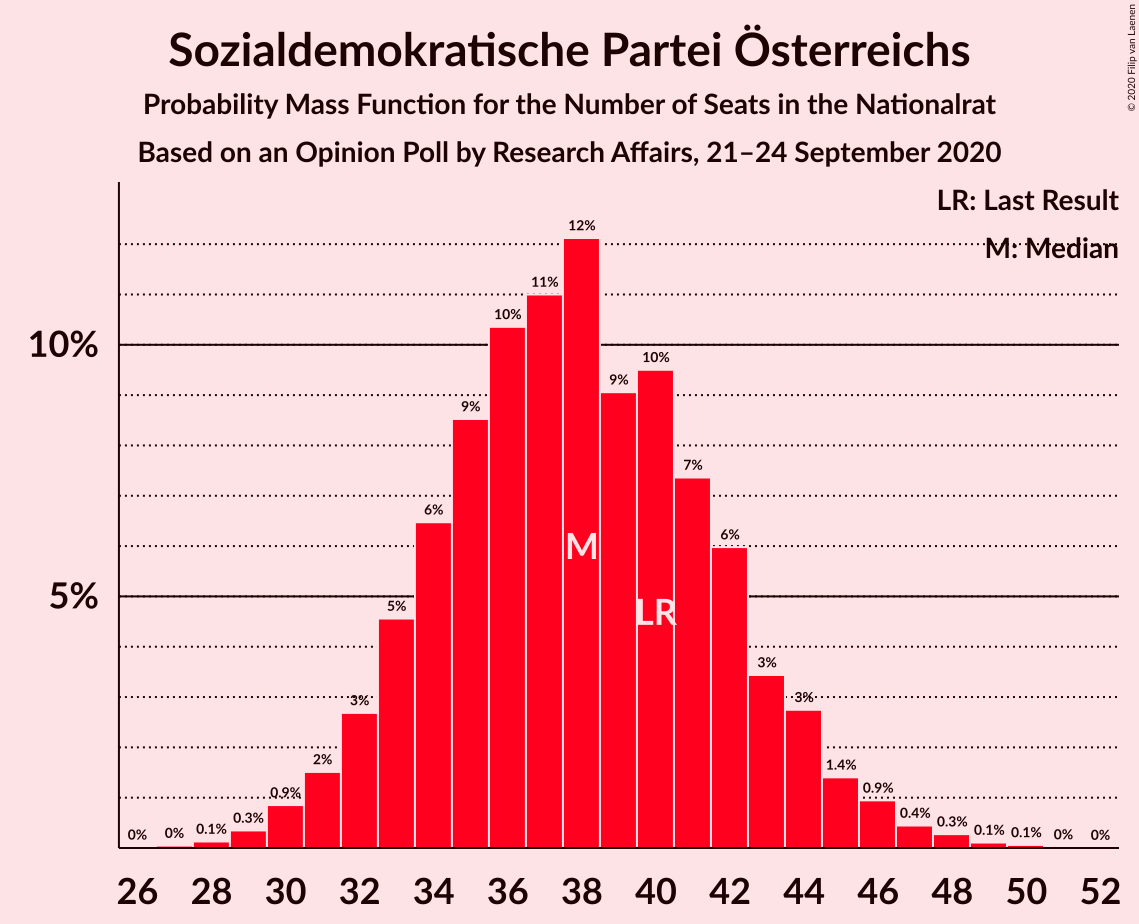 Sozialdemokratische Partei Österreichs
Probability Mass Function for the Number of Seats in the Nationalrat
Based on an Opinion Poll by Research Affairs, 21–24 September 2020
© 2020 Filip van Laenen
LR: Last Result
M: Median
10%
5%
0% 0% 0.1% 0.3% 0.9% 2% 3% 5% 6% 9% 10% 11% 12% 9% 10% 7% 6% 3% 3% 1.4% 0.9% 0.4% 0.3% 0.1% 0.1% 0% 0%
M
LR
26 28 30 32 34 36 38 40 42 44 46 48 50 52